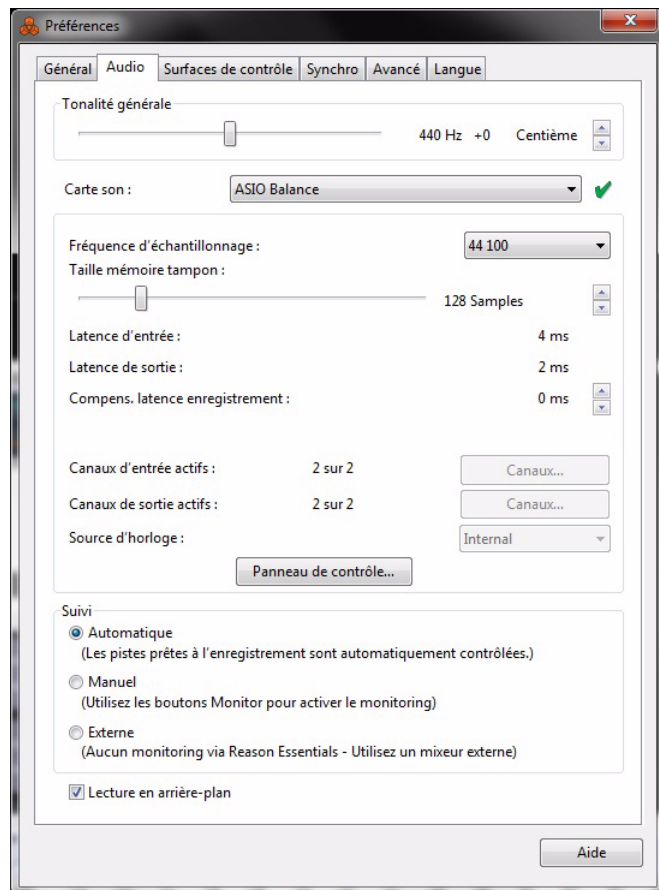 Préférences
Général Audio Surfaces de contrôle Synchro Avancé Langue
Tonalité générale
440 Hz +0 Centième
Carte son : ASIO Balance
Fréquence d'échantillonnage : 44 100
Taille mémoire tampon :
128 Samples
Latence d'entrée : 4 ms
Latence de sortie : 2 ms
Compens. latence enregistrement : 0 ms
Canaux d'entrée actifs : 2 sur 2 Canaux...
Canaux de sortie actifs : 2 sur 2 Canaux...
Source d'horloge : Internal
Panneau de contrôle...
Suivi
Automatique
(Les pistes prêtes à l'enregistrement sont automatiquement contrôlées.)
Manuel
(Utilisez les boutons Monitor pour activer le monitoring)
Externe
(Aucun monitoring via Reason Essentials - Utilisez un mixeur externe)
Lecture en arrière-plan
Aide